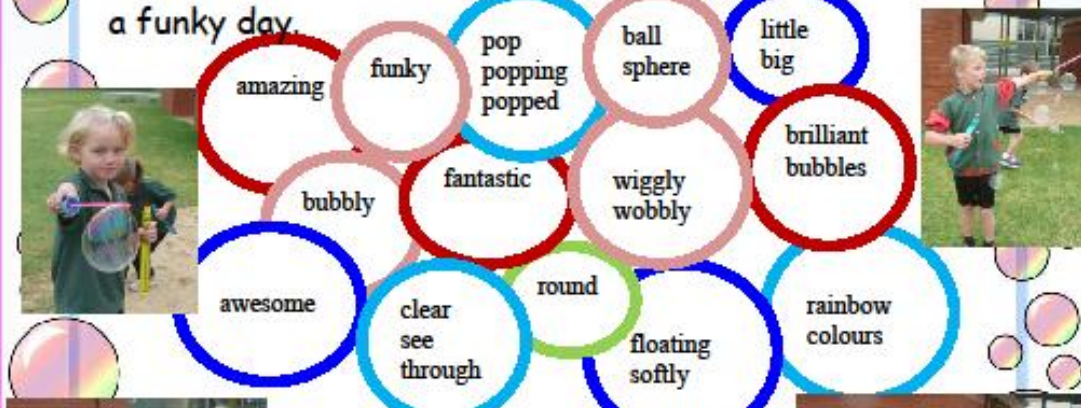 a funky day.
amazing
funky
pop
popping
popped
ball
sphere
little
big
brilliant
bubbles
bubbly
fantastic
wiggly
wobbly
awesome
clear
see
through
round
floating
softly
rainbow
colours